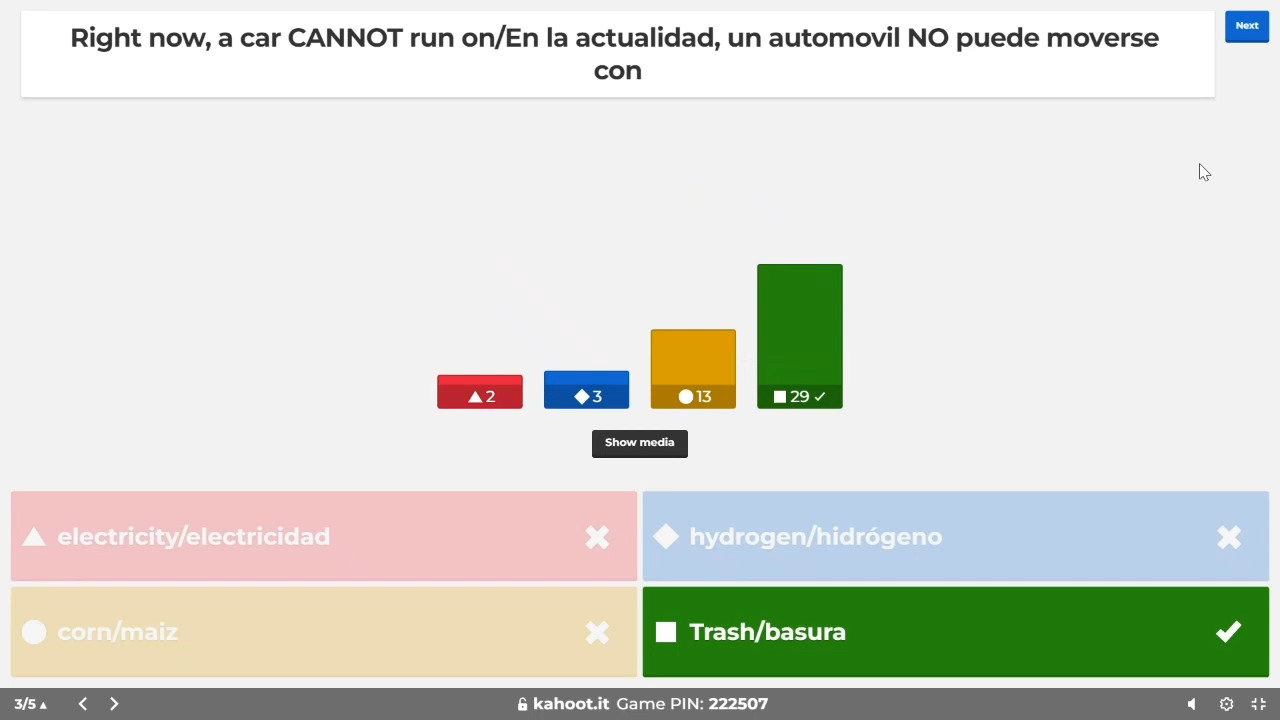 Right now, a car CANNOT run on/En la actualidad, un automovil NO puede moverse
con
Next
2
3
13
29
Show media
electricity/electricidad
hydrogen/hidrógeno
corn/maiz
Trash/basura
3/5
kahoot.it Game PIN: 222507